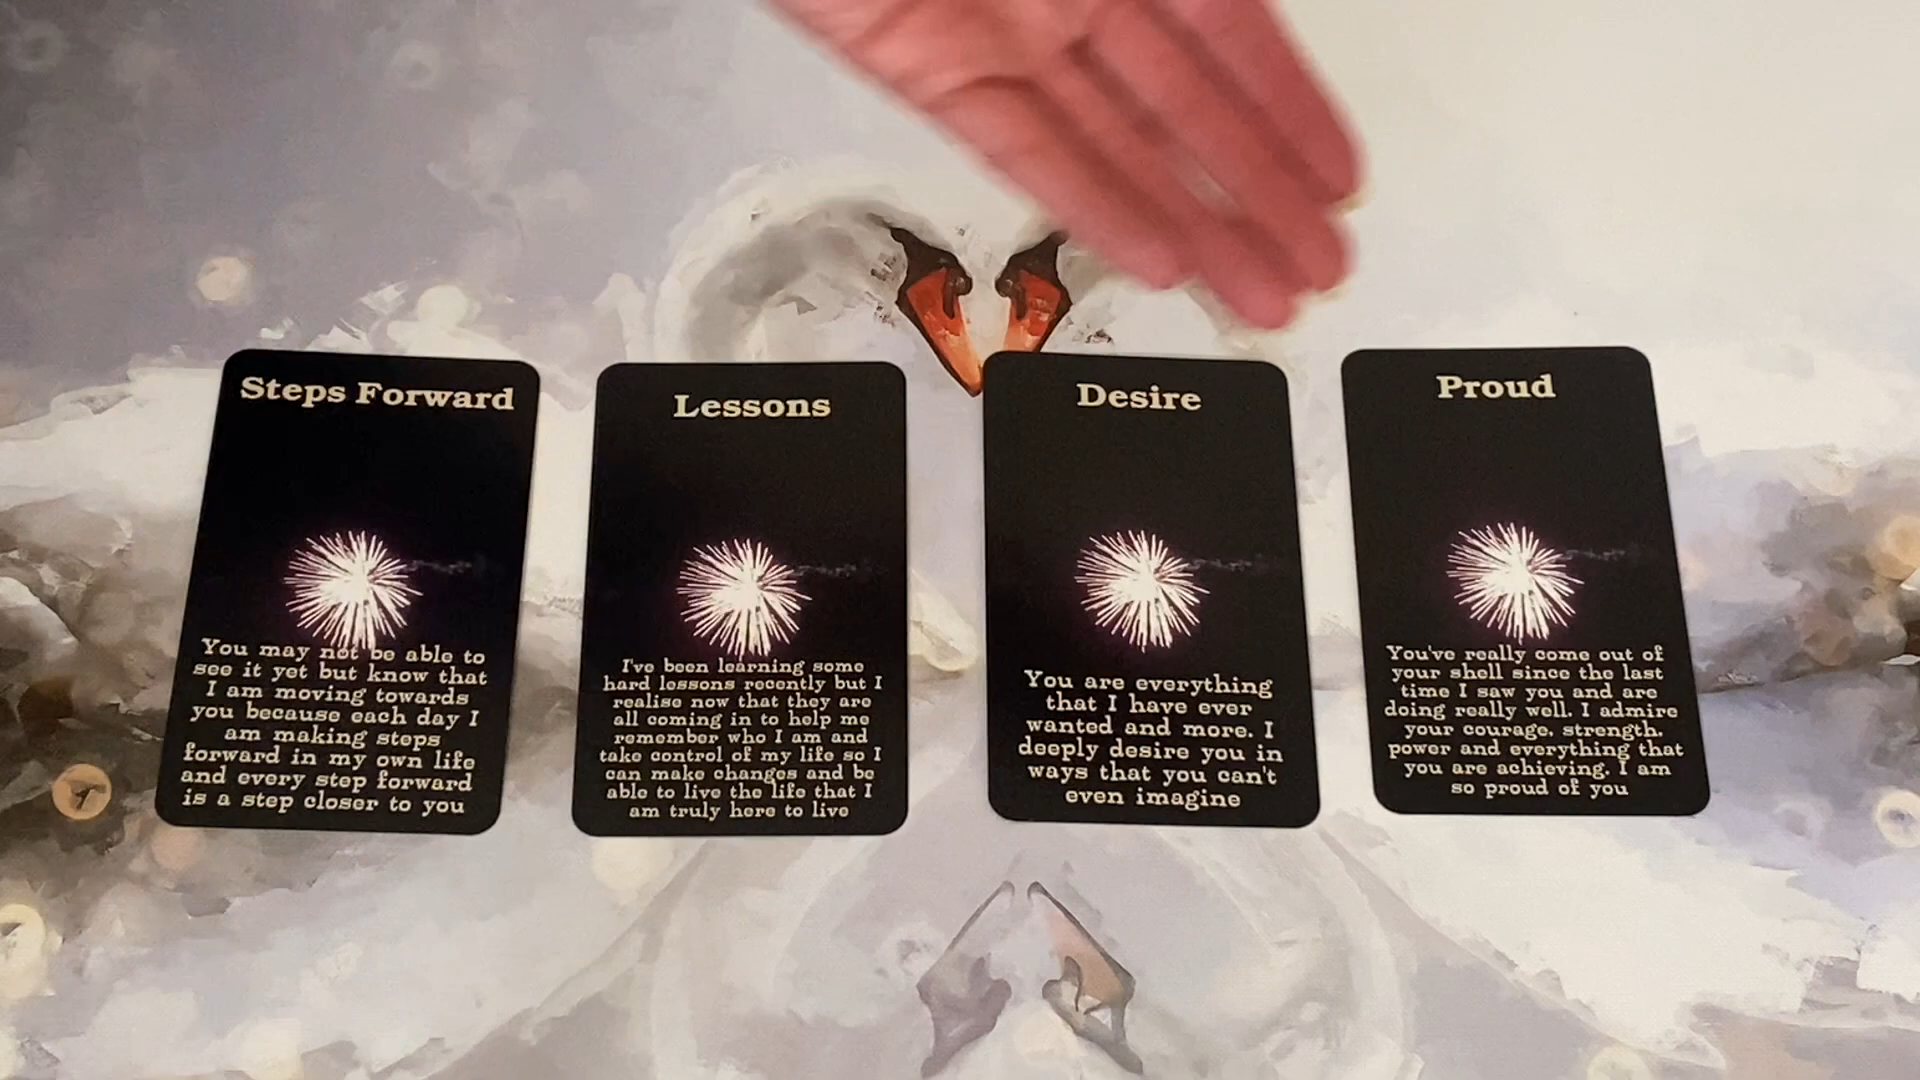 Steps Forward
You may not be able to
see it yet but know that
I am moving towards
you because each day I
am making steps
forward in my own life
and every step forward
is a step closer to you
Lessons
I've been learning some
hard lessons recently but I
realise now that they are
all coming in to help me
remember who I am and
take control of my life so I
can make changes and be
able to live the life that I
am truly here to live
Desire
You are everything
that I have ever
wanted and more. I
deeply desire you in
ways that you can't
even imagine
Proud
You've really come out of
your shell since the last
time I saw you and are
doing really well. I admire
your courage, strength,
power and everything that
you are achieving. I am
so proud of you